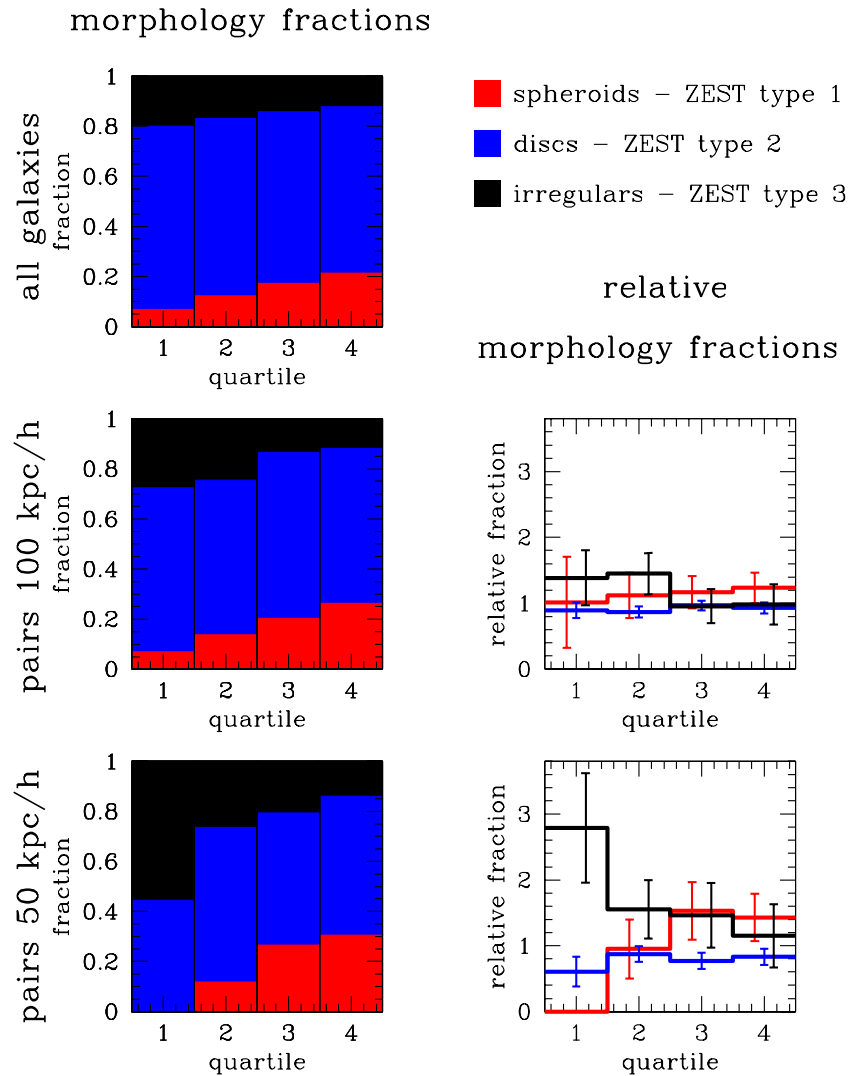 morphology fractions
all galaxies
fraction
1
0.8
0.6
0.4
0.2
0
1 2 3 4
quartile
spheroids – ZEST type 1
discs – ZEST type 2
irregulars – ZEST type 3
relative
morphology fractions
pairs 100 kpc/h
fraction
1
0.8
0.6
0.4
0.2
0
1 2 3 4
quartile
relative fraction
3
2
1
0
1 2 3 4
quartile
pairs 50 kpc/h
fraction
1
0.8
0.6
0.4
0.2
0
1 2 3 4
quartile
relative fraction
3
2
1
0
1 2 3 4
quartile